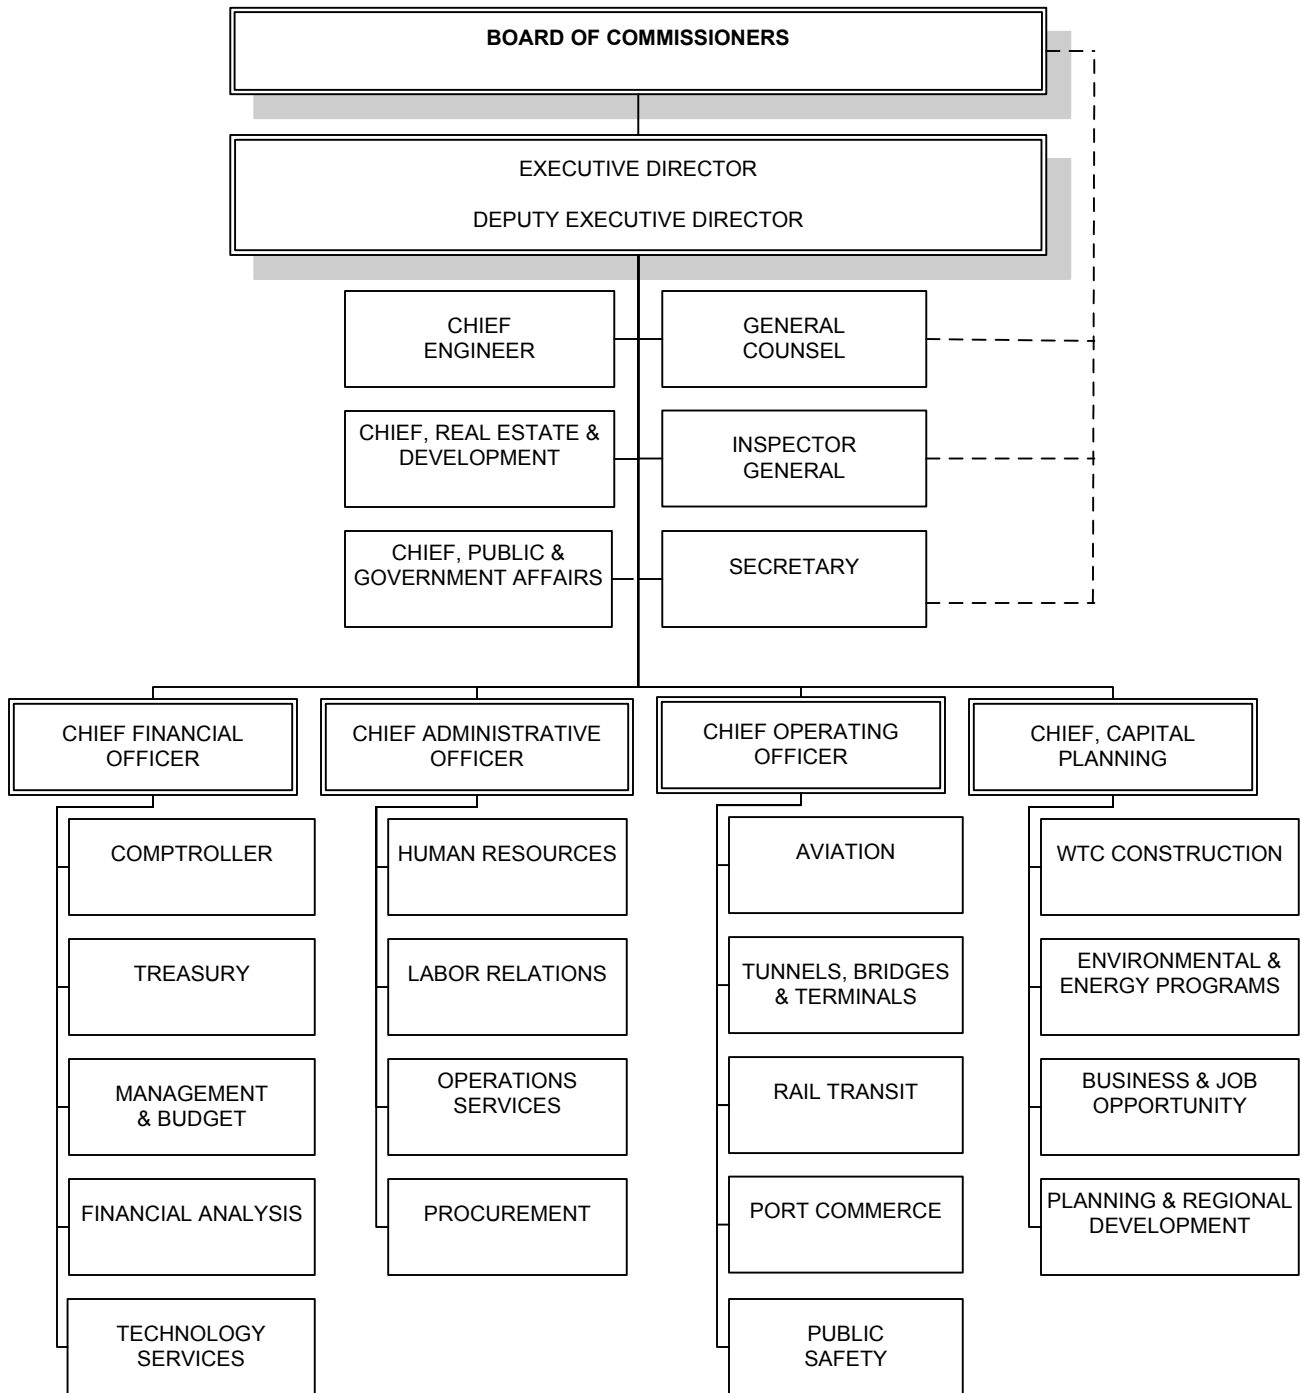 BOARD OF COMMISSIONERS
EXECUTIVE DIRECTOR
DEPUTY EXECUTIVE DIRECTOR
CHIEF
ENGINEER
GENERAL
COUNSEL
CHIEF, REAL ESTATE &
DEVELOPMENT
INSPECTOR
GENERAL
CHIEF, PUBLIC &
GOVERNMENT AFFAIRS
SECRETARY
CHIEF FINANCIAL
OFFICER
CHIEF ADMINISTRATIVE
OFFICER
CHIEF OPERATING
OFFICER
CHIEF, CAPITAL
PLANNING
COMPTROLLER
HUMAN RESOURCES
AVIATION
WTC CONSTRUCTION
TREASURY
LABOR RELATIONS
TUNNELS, BRIDGES
& TERMINALS
ENVIRONMENTAL &
ENERGY PROGRAMS
MANAGEMENT
& BUDGET
OPERATIONS
SERVICES
RAIL TRANSIT
BUSINESS & JOB
OPPORTUNITY
FINANCIAL ANALYSIS
PROCUREMENT
PORT COMMERCE
PLANNING & REGIONAL
DEVELOPMENT
TECHNOLOGY
SERVICES
PUBLIC
SAFETY